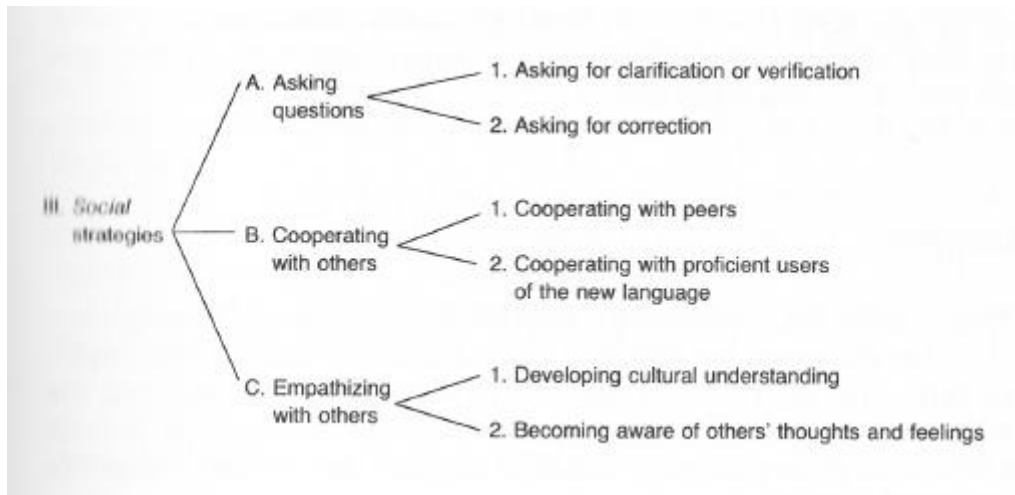 A. Asking
questions
1. Asking for clarification or verification
2. Asking for correction
III. Social
strategies
B. Cooperating
with others
1. Cooperating with peers
2. Cooperating with proficient users
of the new language
C. Empathizing
with others
1. Developing cultural understanding
2. Becoming aware of others' thoughts and feelings